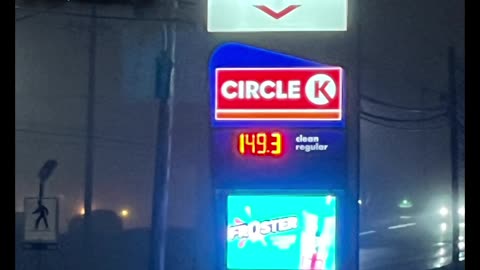 CIRCLE K
149.3 clean
regular
FROSTER